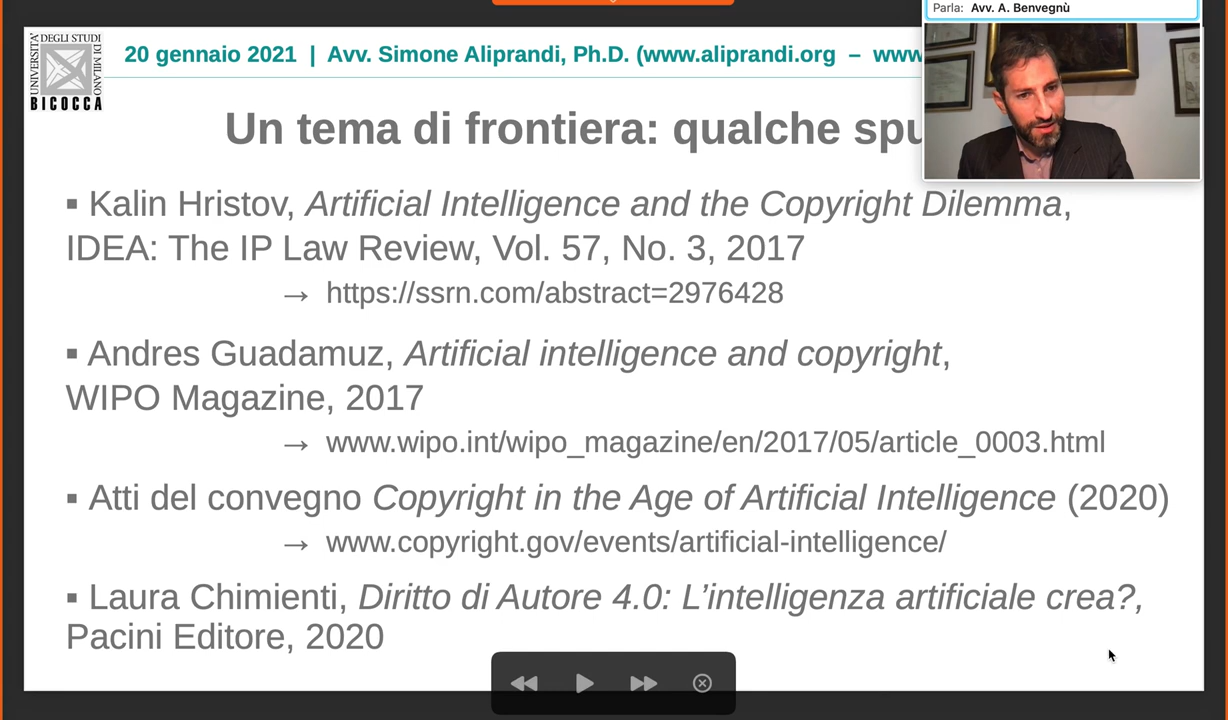 Parla: Avv. A. Benvegnù
UNIVERSITA' DEGLI STUDI DI MILANO
BICOCCA
20 gennaio 2021 | Avv. Simone Aliprandi, Ph.D. (www.aliprandi.org – www
Un tema di frontiera: qualche spu
▪ Kalin Hristov, Artificial Intelligence and the Copyright Dilemma,
IDEA: The IP Law Review, Vol. 57, No. 3, 2017
→ https://ssrn.com/abstract=2976428
▪ Andres Guadamuz, Artificial intelligence and copyright,
WIPO Magazine, 2017
→ www.wipo.int/wipo_magazine/en/2017/05/article_0003.html
▪ Atti del convegno Copyright in the Age of Artificial Intelligence (2020)
→ www.copyright.gov/events/artificial-intelligence/
▪ Laura Chimienti, Diritto di Autore 4.0: L’intelligenza artificiale crea?,
Pacini Editore, 2020